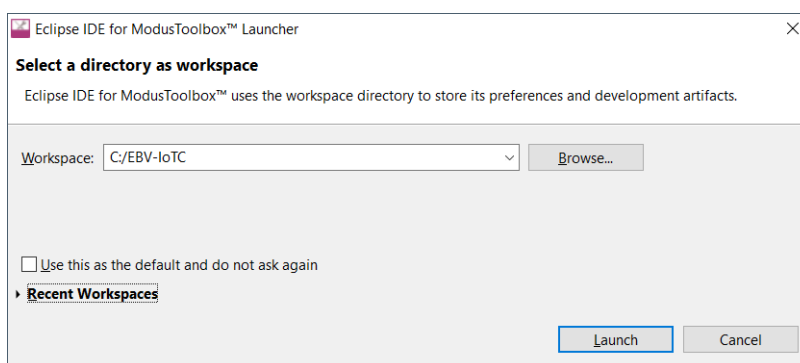 Eclipse IDE for ModusToolbox™ Launcher
Select a directory as workspace
Eclipse IDE for ModusToolbox™ uses the workspace directory to store its preferences and development artifacts.
Workspace: C:/EBV-IoTC Browse...
Use this as the default and do not ask again
Recent Workspaces
Launch Cancel